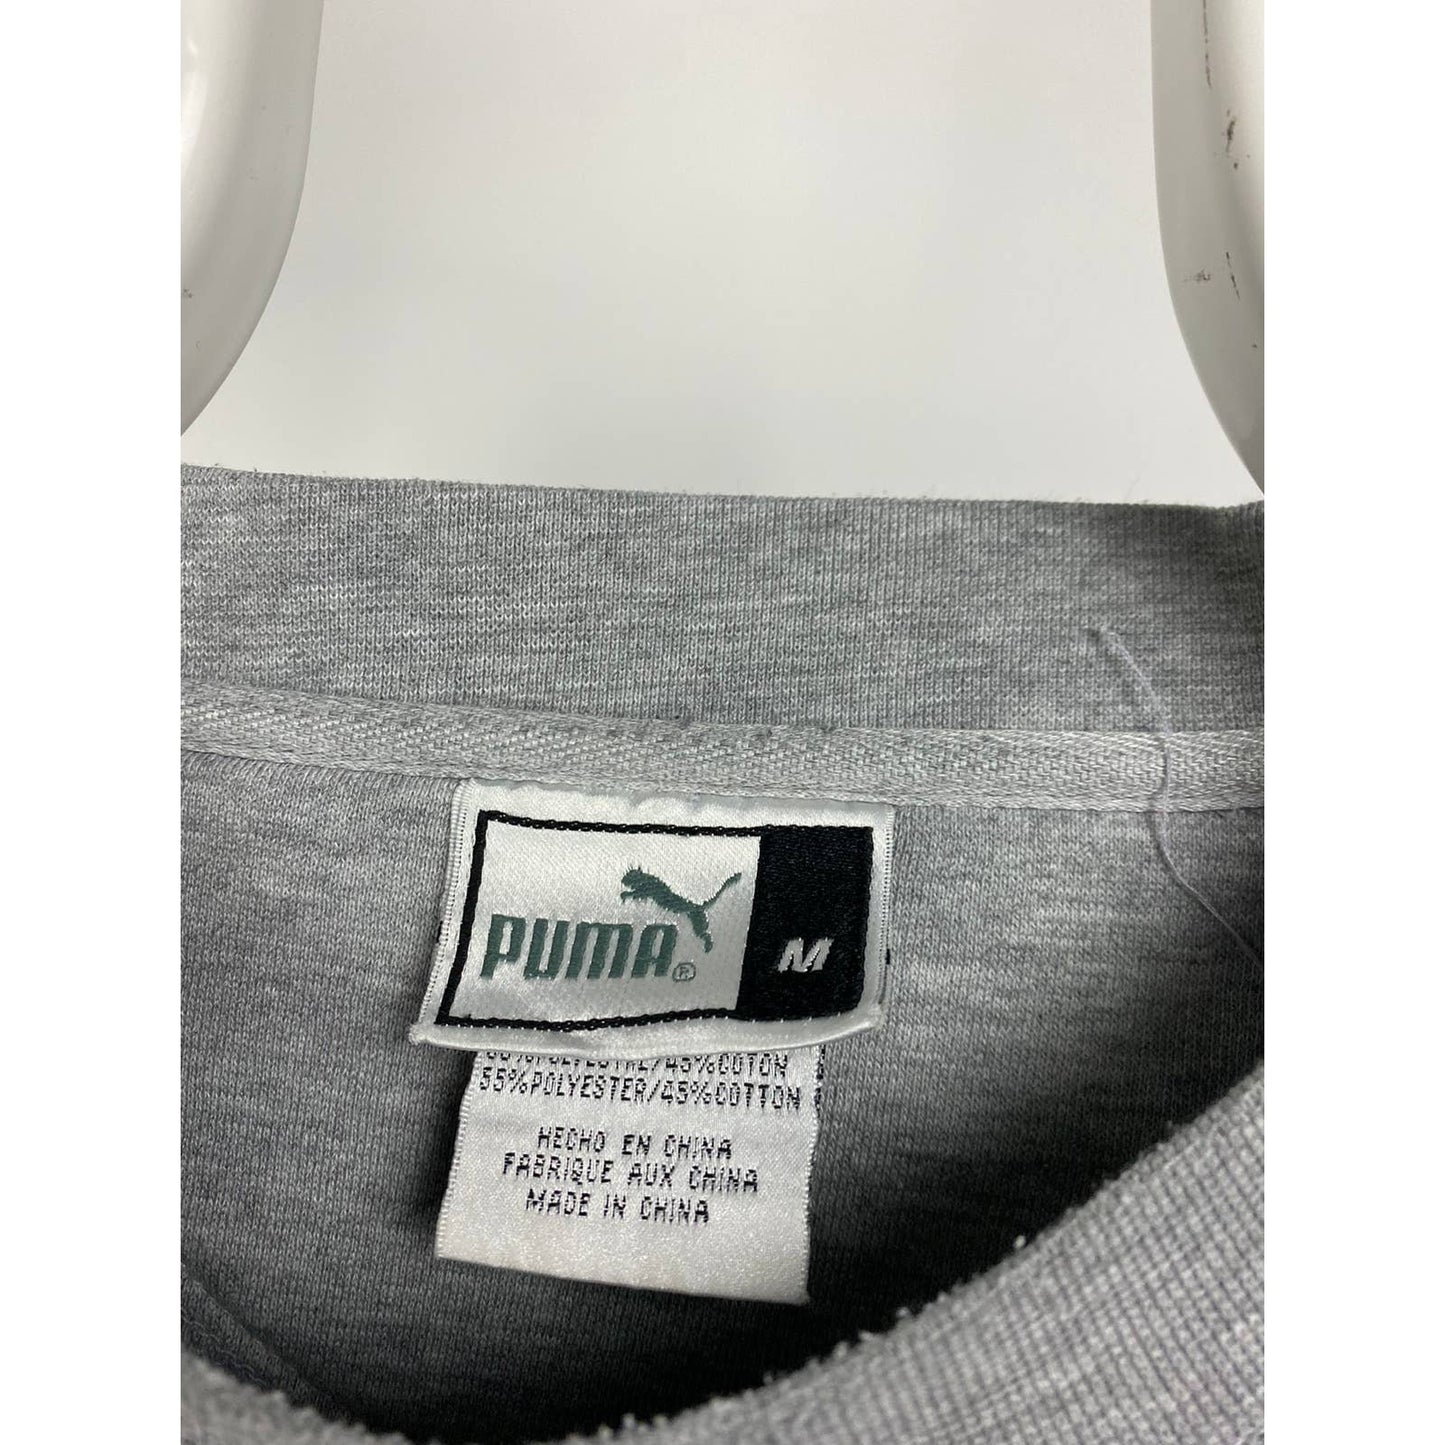 PUMA® M
55%POLYESTER/45%COTTON
HECHO EN CHINA
FABRIQUE AUX CHINA
MADE IN CHINA